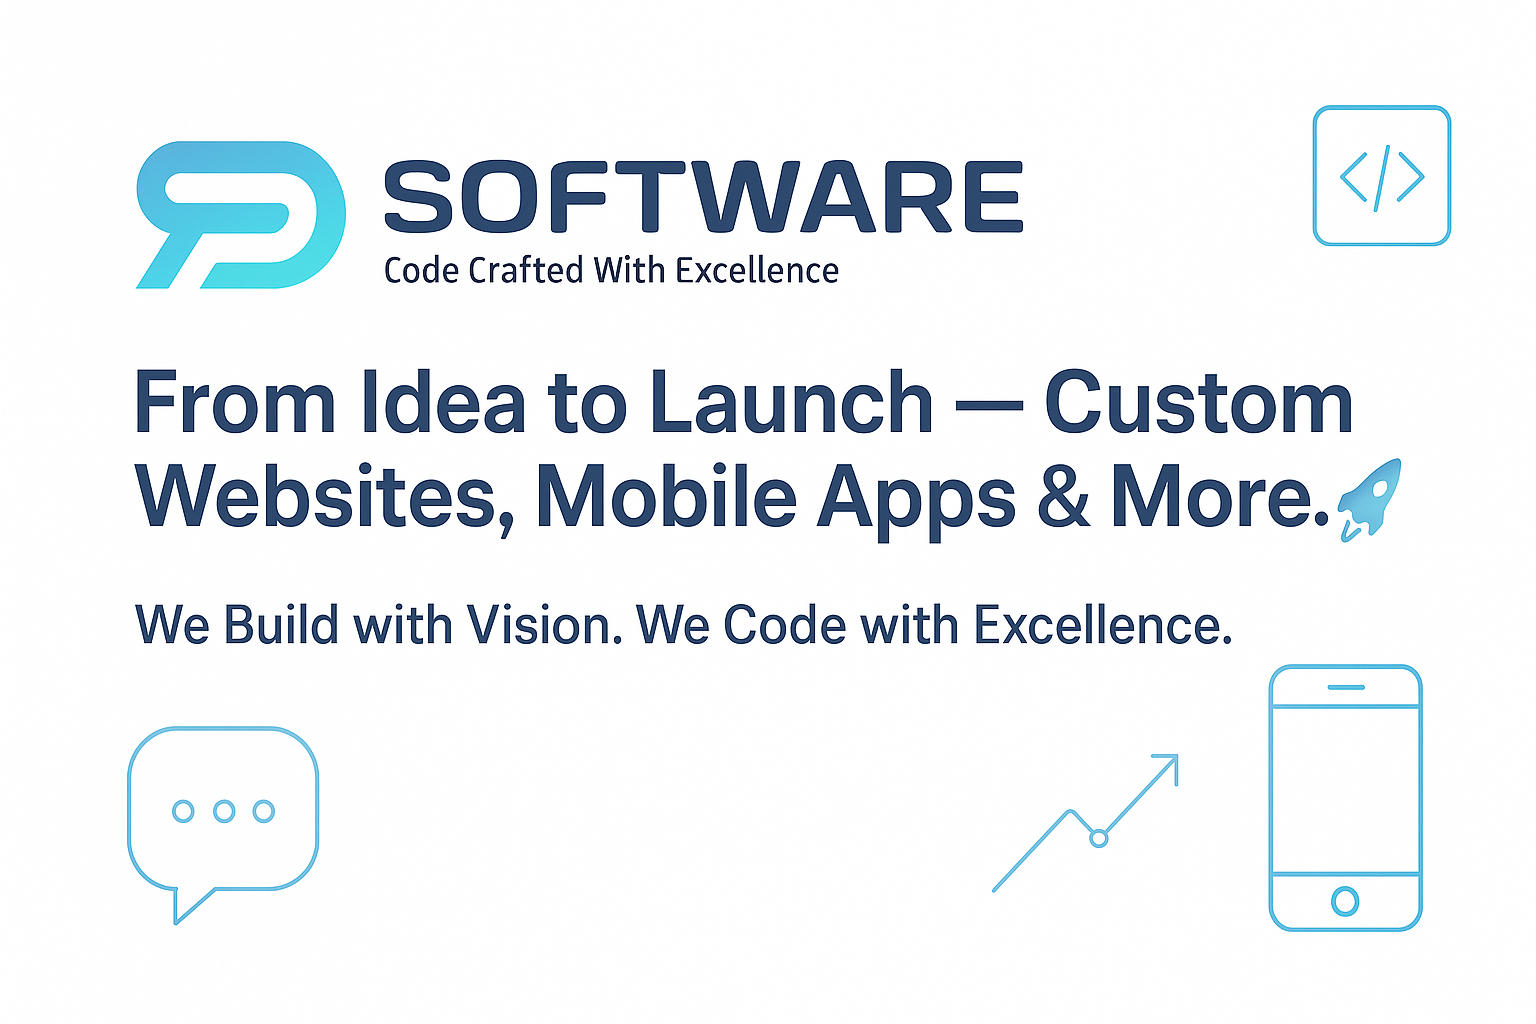 SOFTWARE
Code Crafted With Excellence
From Idea to Launch — Custom
Websites, Mobile Apps & More.
We Build with Vision. We Code with Excellence.